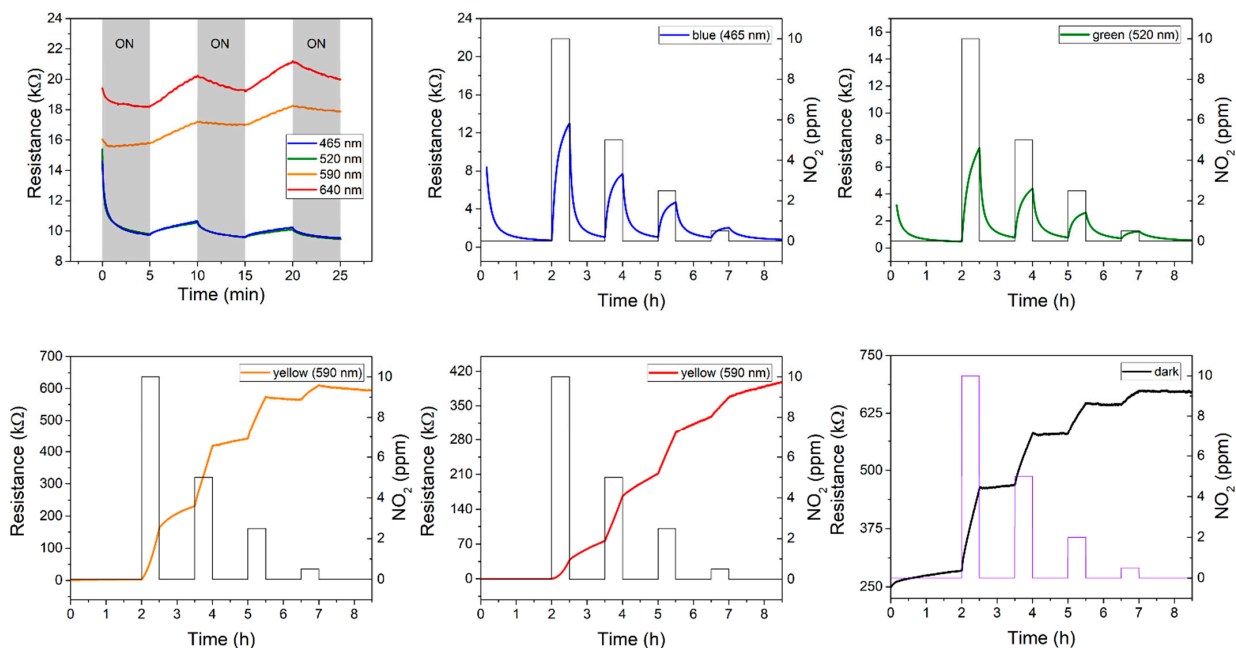 24
22
20
18
16
14
12
10
8
Resistance (kΩ)
ON
ON
ON
465 nm
520 nm
590 nm
640 nm
0 5 10 15 20 25
Time (min)
24
21
18
15
12
9
6
3
0
Resistance (kΩ)
blue (465 nm)
10
8
6
4
2
0
NO2 (ppm)
0 1 2 3 4 5 6 7 8
Time (h)
16
14
12
10
8
6
4
2
0
Resistance (kΩ)
green (520 nm)
10
8
6
4
2
0
NO2 (ppm)
0 1 2 3 4 5 6 7 8
Time (h)
700
600
500
400
300
200
100
0
Resistance (kΩ)
yellow (590 nm)
10
8
6
4
2
0
NO2 (ppm)
0 1 2 3 4 5 6 7 8
Time (h)
420
350
280
210
140
70
0
Resistance (kΩ)
yellow (590 nm)
10
8
6
4
2
0
NO2 (ppm)
0 1 2 3 4 5 6 7 8
Time (h)
750
625
500
375
250
Resistance (kΩ)
dark
10
8
6
4
2
0
NO2 (ppm)
0 1 2 3 4 5 6 7 8
Time (h)